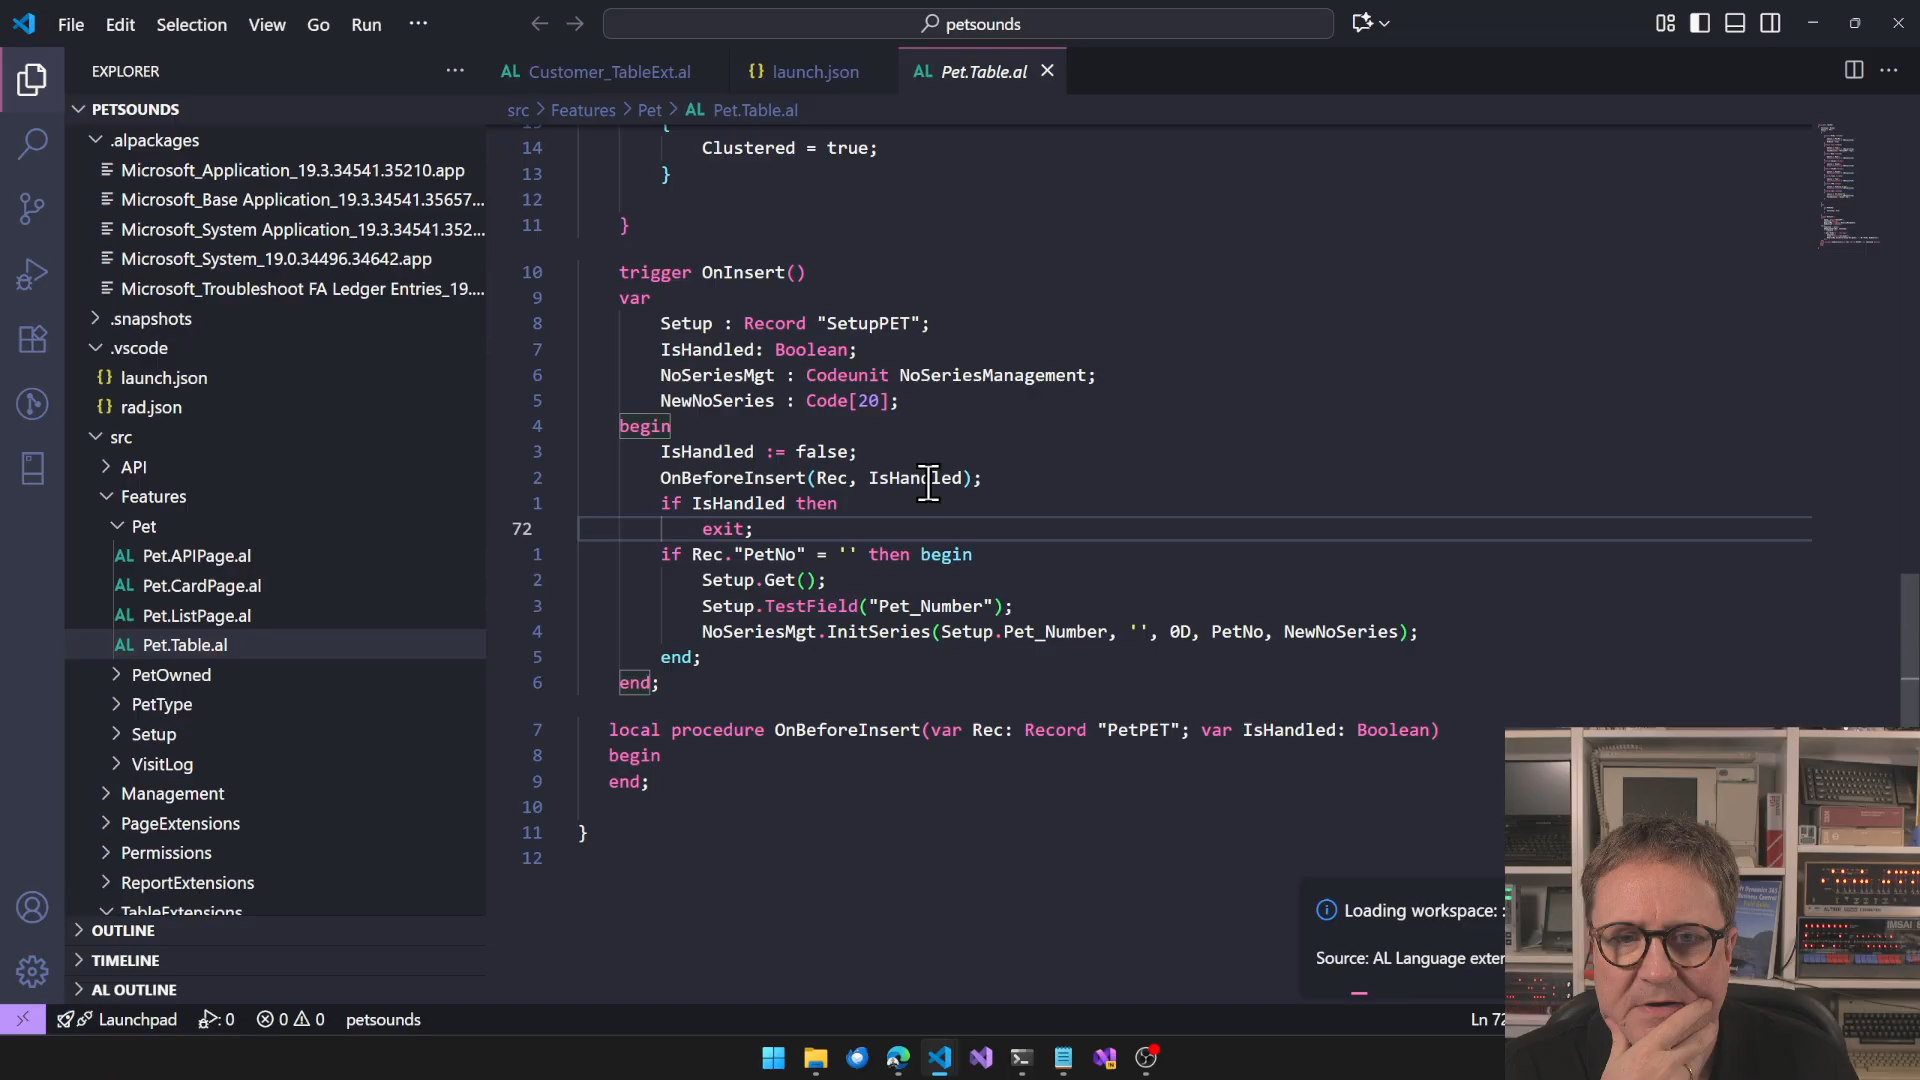 File Edit Selection View Go Run ···
petsounds
EXPLORER
Customer_TableExt.al
launch.json
Pet.Table.al
PETSOUNDS
.alpackages
Microsoft_Application_19.3.34541.35210.app
Microsoft_Base Application_19.3.34541.35657...
Microsoft_System Application_19.3.34541.352...
Microsoft_System_19.0.34496.34642.app
Microsoft_Troubleshoot FA Ledger Entries_19....
.snapshots
.vscode
launch.json
rad.json
src
API
Features
Pet
Pet.APIPage.al
Pet.CardPage.al
Pet.ListPage.al
Pet.Table.al
PetOwned
PetType
Setup
VisitLog
Management
PageExtensions
Permissions
ReportExtensions
TableExtensions
OUTLINE
TIMELINE
AL OUTLINE
src > Features > Pet > AL Pet.Table.al
15 {
14 Clustered = true;
13 }
12
11 }
10 trigger OnInsert()
9 var
8 Setup : Record "SetupPET";
7 IsHandled: Boolean;
6 NoSeriesMgt : Codeunit NoSeriesManagement;
5 NewNoSeries : Code[20];
4 begin
3 IsHandled := false;
2 OnBeforeInsert(Rec, IsHandled);
1 if IsHandled then
72 exit;
1 if Rec."PetNo" = '' then begin
2 Setup.Get();
3 Setup.TestField("Pet_Number");
4 NoSeriesMgt.InitSeries(Setup.Pet_Number, '', 0D, PetNo, NewNoSeries);
5 end;
6 end;
7 local procedure OnBeforeInsert(var Rec: Record "PetPET"; var IsHandled: Boolean)
8 begin
9 end;
10
11 }
12
Loading workspace:
Source: AL Language exter
Launchpad 0 0 0 petsounds
Ln 72